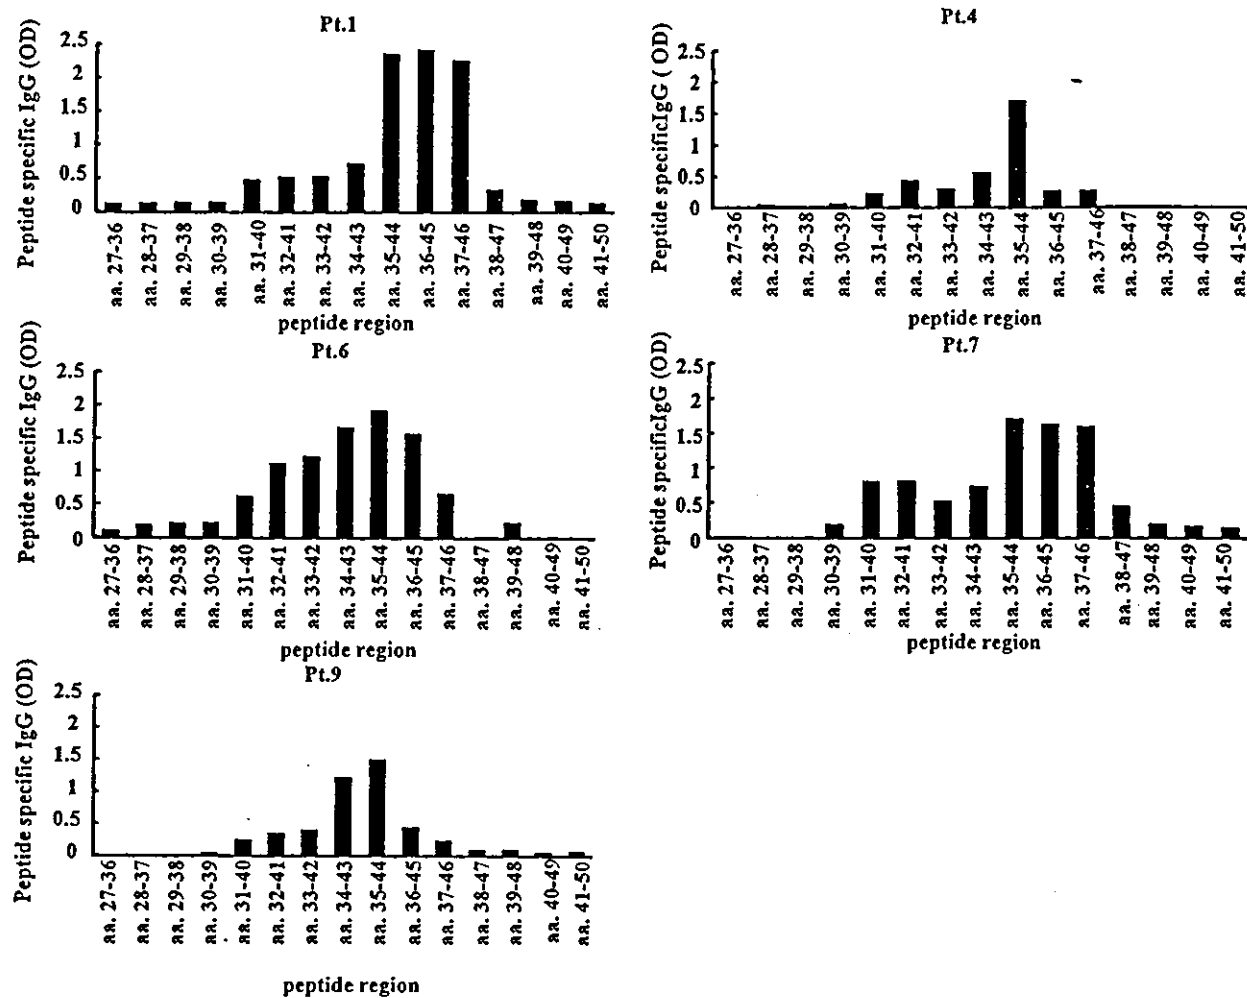 Pt.1
Peptide specific IgG (OD)
2.5
2
1.5
1
0.5
0
aa. 27-36
aa. 28-37
aa. 29-38
aa. 30-39
aa. 31-40
aa. 32-41
aa. 33-42
aa. 34-43
aa. 35-44
aa. 36-45
aa. 37-46
aa. 38-47
aa. 39-48
aa. 40-49
aa. 41-50
peptide region
Pt.4
Peptide specificIgG ( OD)
2.5
2
1.5
1
0.5
0
aa. 27-36
aa. 28-37
aa. 29-38
aa. 30-39
aa. 31-40
aa. 32-41
aa. 33-42
aa. 34-43
aa. 35-44
aa. 36-45
aa. 37-46
aa. 38-47
aa. 39-48
aa. 40-49
aa. 41-50
peptide region
Pt.6
Peptide specific IgG (OD)
2.5
2
1.5
1
0.5
0
aa. 27-36
aa. 28-37
aa. 29-38
aa. 30-39
aa. 31-40
aa. 32-41
aa. 33-42
aa. 34-43
aa. 35-44
aa. 36-45
aa. 37-46
aa. 38-47
aa. 39-48
aa. 40-49
aa. 41-50
peptide region
Pt.7
Peptide specificIgG (OD)
2.5
2
1.5
1
0.5
0
aa. 27-36
aa. 28-37
aa. 29-38
aa. 30-39
aa. 31-40
aa. 32-41
aa. 33-42
aa. 34-43
aa. 35-44
aa. 36-45
aa. 37-46
aa. 38-47
aa. 39-48
aa. 40-49
aa. 41-50
peptide region
Pt.9
Peptide specific IgG (OD)
2.5
2
1.5
1
0.5
0
aa. 27-36
aa. 28-37
aa. 29-38
aa. 30-39
aa. 31-40
aa. 32-41
aa. 33-42
aa. 34-43
aa. 35-44
aa. 36-45
aa. 37-46
aa. 38-47
aa. 39-48
aa. 40-49
aa. 41-50
peptide region